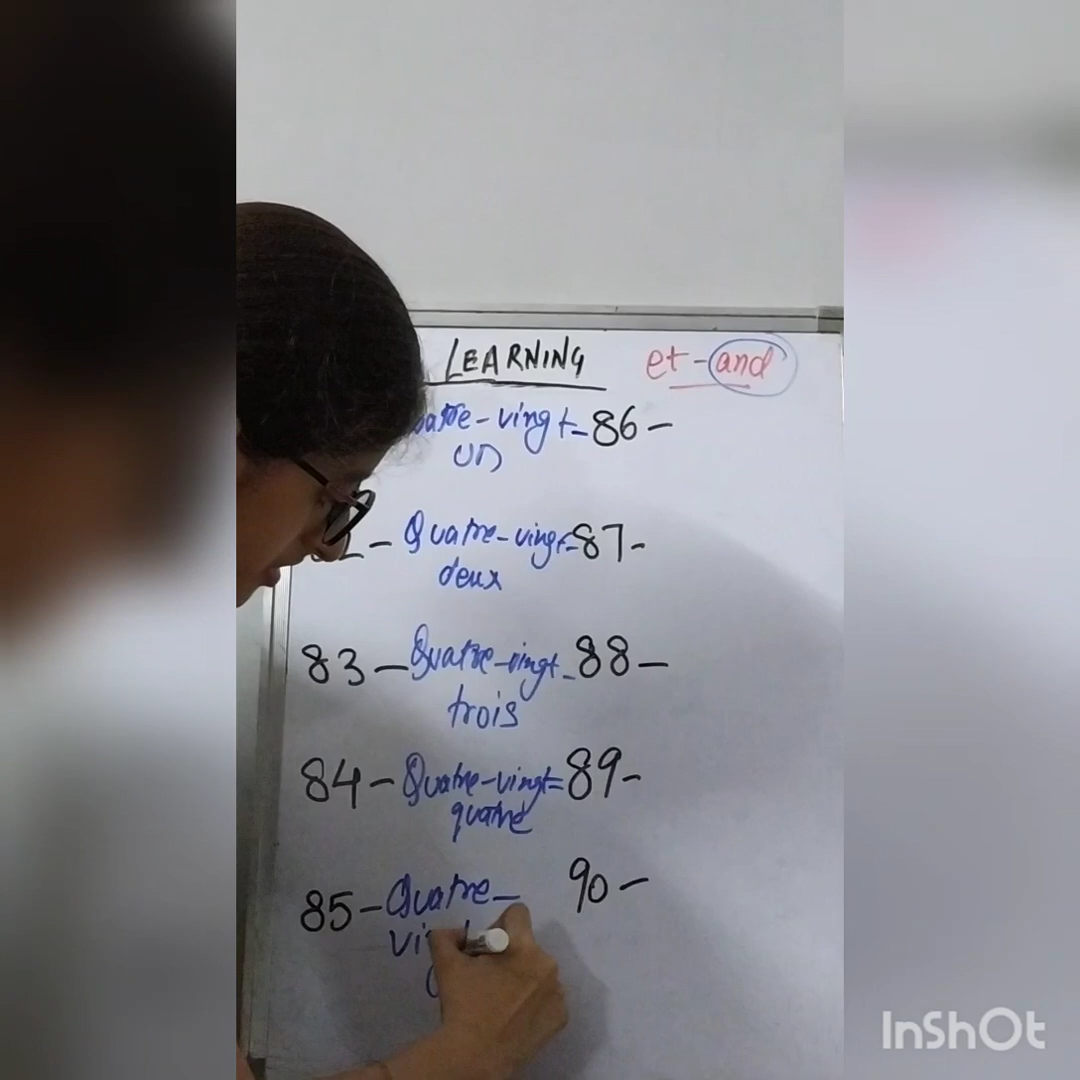 LEARNING et - and
Quatre-vingt- 86 -
un
- Quatre-vingt- 87 -
deux
83 - Quatre-vingt- 88 -
trois
84 - Quatre-vingt- 89 -
quatre
85 - Quatre- 90 -
InShOt